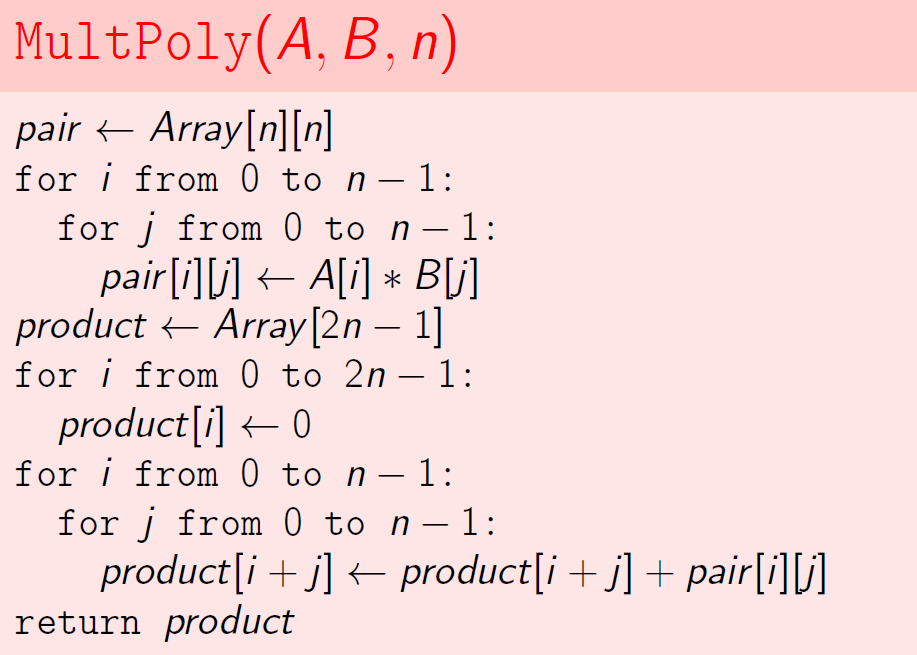 MultPoly(A, B, n)
pair ← Array[n][n]
for i from 0 to n − 1:
for j from 0 to n − 1:
pair[i][j] ← A[i] ∗ B[j]
product ← Array[2n − 1]
for i from 0 to 2n − 1:
product[i] ← 0
for i from 0 to n − 1:
for j from 0 to n − 1:
product[i + j] ← product[i + j] + pair[i][j]
return product